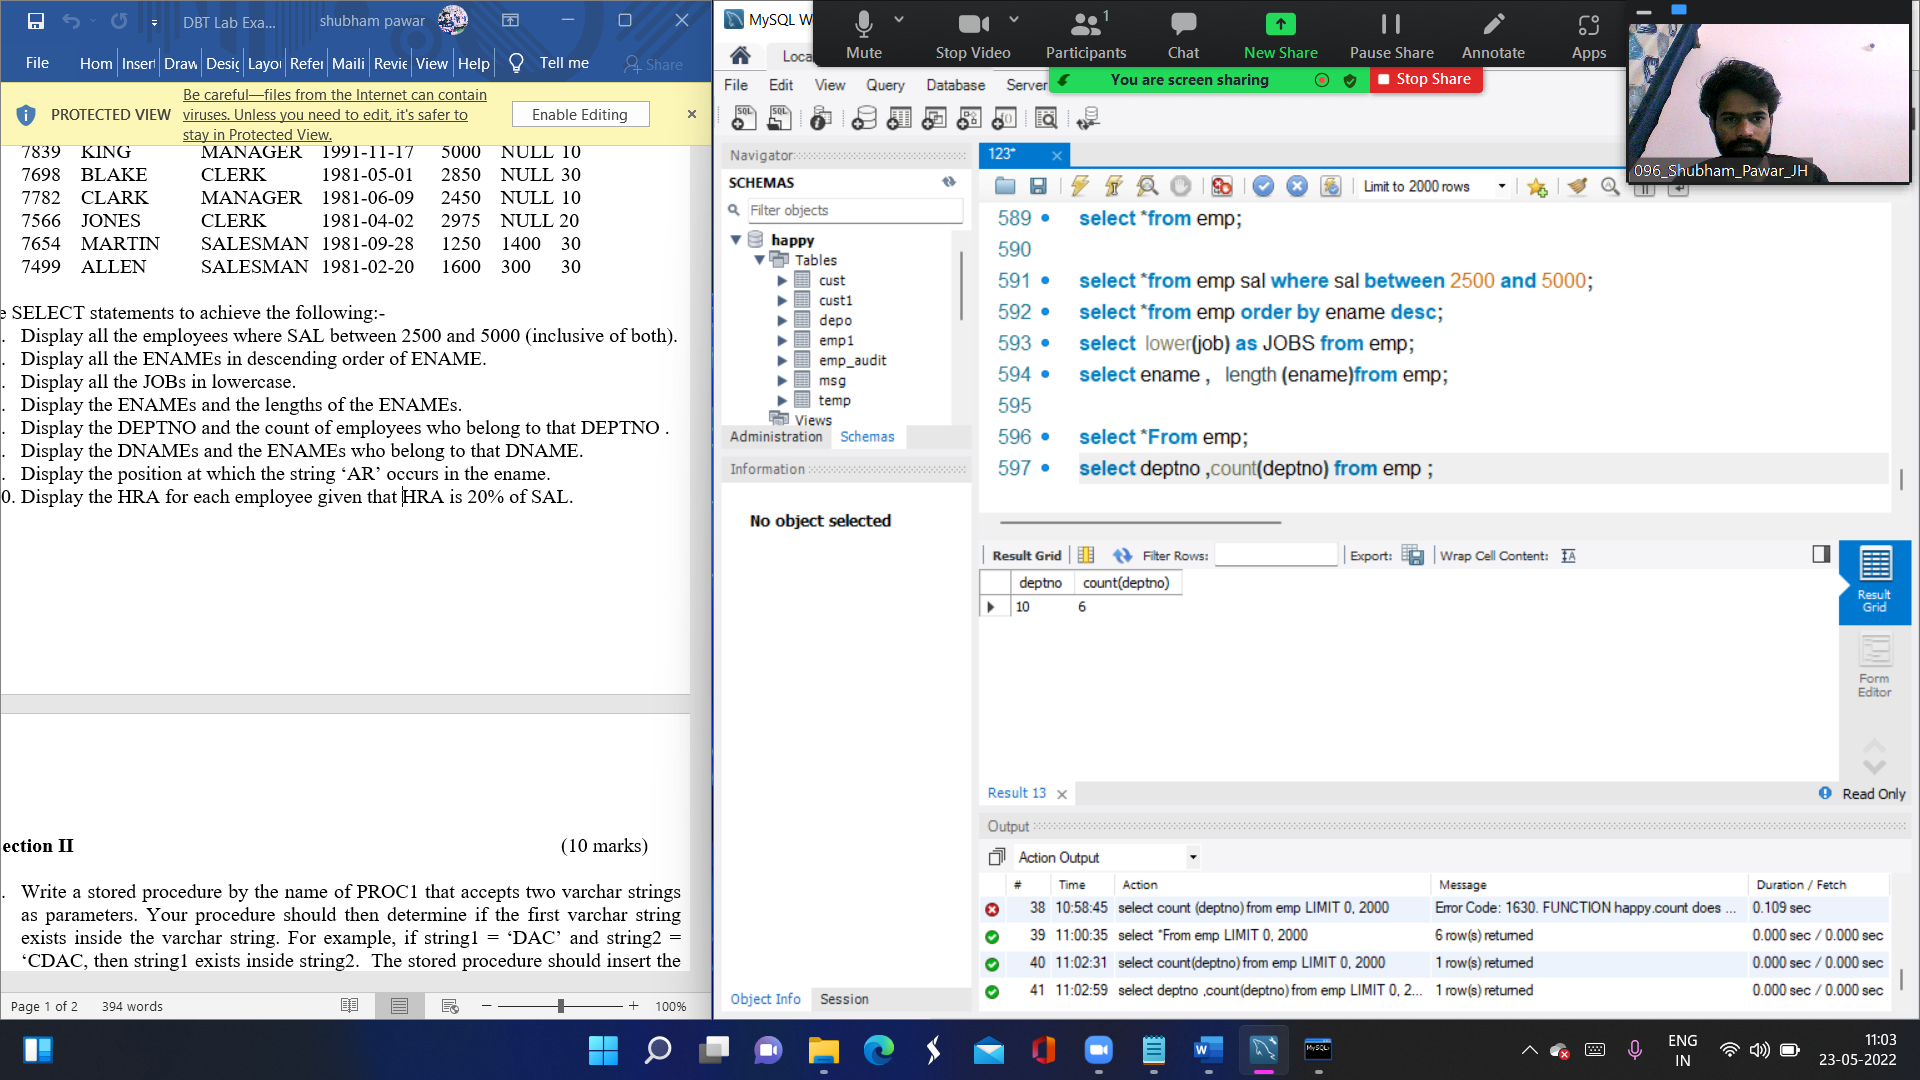 DBT Lab Exa...
shubham pawar
File Hom Insert Draw Desig Layou Refer Maili Revie View Help Tell me Share
PROTECTED VIEW
Be careful—files from the Internet can contain
viruses. Unless you need to edit, it's safer to
stay in Protected View.
Enable Editing
7839 KING MANAGER 1991-11-17 5000 NULL 10
7698 BLAKE CLERK 1981-05-01 2850 NULL 30
7782 CLARK MANAGER 1981-06-09 2450 NULL 10
7566 JONES CLERK 1981-04-02 2975 NULL 20
7654 MARTIN SALESMAN 1981-09-28 1250 1400 30
7499 ALLEN SALESMAN 1981-02-20 1600 300 30
e SELECT statements to achieve the following:-
. Display all the employees where SAL between 2500 and 5000 (inclusive of both).
. Display all the ENAMEs in descending order of ENAME.
. Display all the JOBs in lowercase.
. Display the ENAMEs and the lengths of the ENAMEs.
. Display the DEPTNO and the count of employees who belong to that DEPTNO .
. Display the DNAMEs and the ENAMEs who belong to that DNAME.
. Display the position at which the string ‘AR’ occurs in the ename.
0. Display the HRA for each employee given that HRA is 20% of SAL.
ection II (10 marks)
. Write a stored procedure by the name of PROC1 that accepts two varchar strings
as parameters. Your procedure should then determine if the first varchar string
exists inside the varchar string. For example, if string1 = ‘DAC’ and string2 =
‘CDAC, then string1 exists inside string2. The stored procedure should insert the
Page 1 of 2 394 words 100%
MySQL W
Loca
Mute Stop Video Participants 1 Chat New Share Pause Share Annotate Apps
You are screen sharing Stop Share
096_Shubham_Pawar_JH
File Edit View Query Database Server
Navigator
SCHEMAS
Filter objects
happy
Tables
cust
cust1
depo
emp1
emp_audit
msg
temp
Views
Administration Schemas
Information
No object selected
Object Info Session
123*
Limit to 2000 rows
589 select *from emp;
590
591 select *from emp sal where sal between 2500 and 5000;
592 select *from emp order by ename desc;
593 select lower(job) as JOBS from emp;
594 select ename , length (ename)from emp;
595
596 select *From emp;
597 select deptno ,count(deptno) from emp ;
Result Grid Filter Rows: Export: Wrap Cell Content:
deptno count(deptno)
10 6
Result Grid
Form Editor
Result 13 Read Only
Output
Action Output
# Time Action Message Duration / Fetch
38 10:58:45 select count (deptno) from emp LIMIT 0, 2000 Error Code: 1630. FUNCTION happy.count does ... 0.109 sec
39 11:00:35 select *From emp LIMIT 0, 2000 6 row(s) returned 0.000 sec / 0.000 sec
40 11:02:31 select count(deptno) from emp LIMIT 0, 2000 1 row(s) returned 0.000 sec / 0.000 sec
41 11:02:59 select deptno ,count(deptno) from emp LIMIT 0, 2... 1 row(s) returned 0.000 sec / 0.000 sec
ENG
IN
11:03
23-05-2022